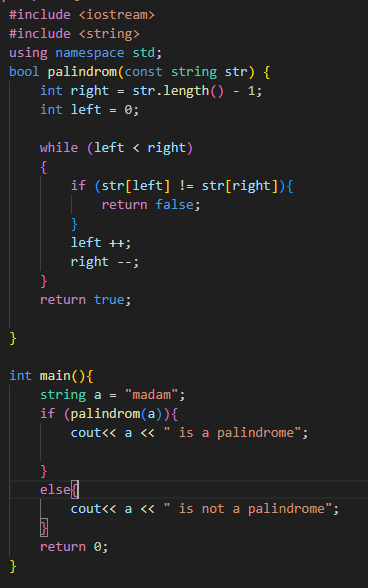 #include <iostream>
#include <string>
using namespace std;
bool palindrom(const string str) {
    int right = str.length() - 1;
    int left = 0;

    while (left < right)
    {
        if (str[left] != str[right]){
            return false;
        }
        left ++;
        right --;
    }
    return true;

}

int main(){
    string a = "madam";
    if (palindrom(a)){
        cout<< a << " is a palindrome";

    }
    else{
        cout<< a << " is not a palindrome";
    }
    return 0;
}